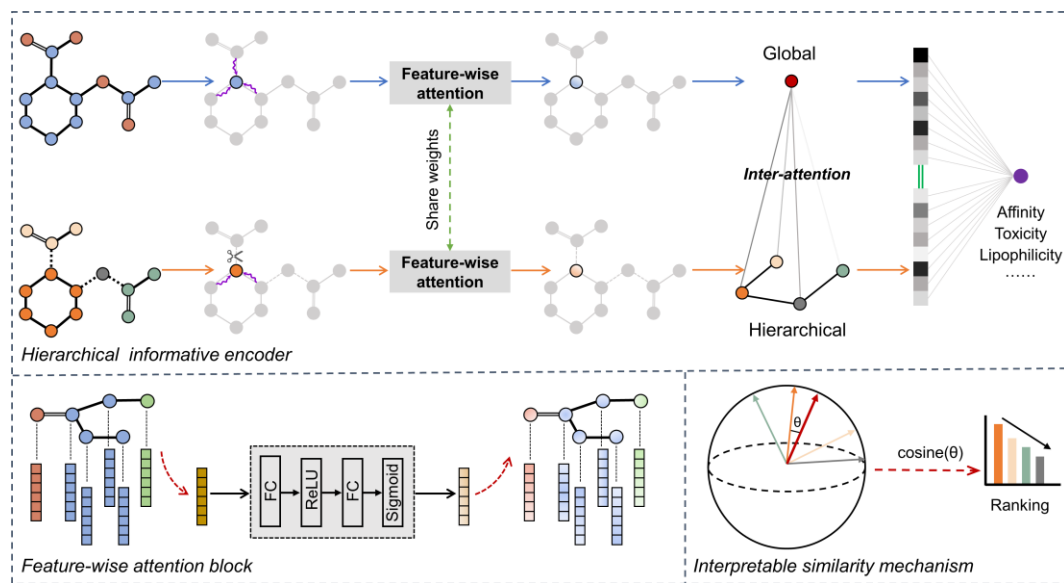 Feature-wise
attention
Global
Share weights
Inter-attention
Affinity
Toxicity
Lipophilicity
......
Feature-wise
attention
Hierarchical
Hierarchical informative encoder
FC
ReLU
FC
Sigmoid
Feature-wise attention block
θ
cosine(θ)
Ranking
Interpretable similarity mechanism